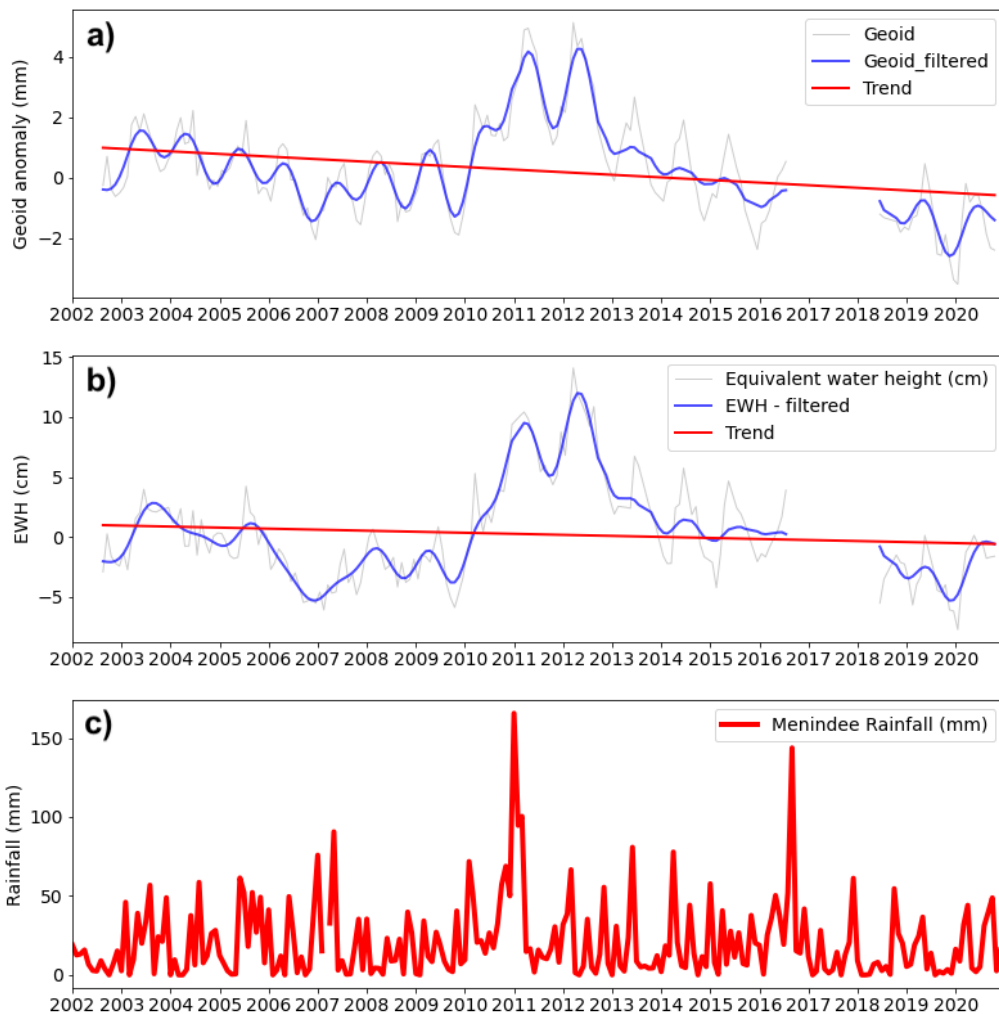 a)
Geoid
Geoid_filtered
Trend
Geoid anomaly (mm)
4
2
0
−2
2002 2003 2004 2005 2006 2007 2008 2009 2010 2011 2012 2013 2014 2015 2016 2017 2018 2019 2020
b)
Equivalent water height (cm)
EWH - filtered
Trend
EWH (cm)
15
10
5
0
−5
2002 2003 2004 2005 2006 2007 2008 2009 2010 2011 2012 2013 2014 2015 2016 2017 2018 2019 2020
c)
Menindee Rainfall (mm)
Rainfall (mm)
150
100
50
0
2002 2003 2004 2005 2006 2007 2008 2009 2010 2011 2012 2013 2014 2015 2016 2017 2018 2019 2020